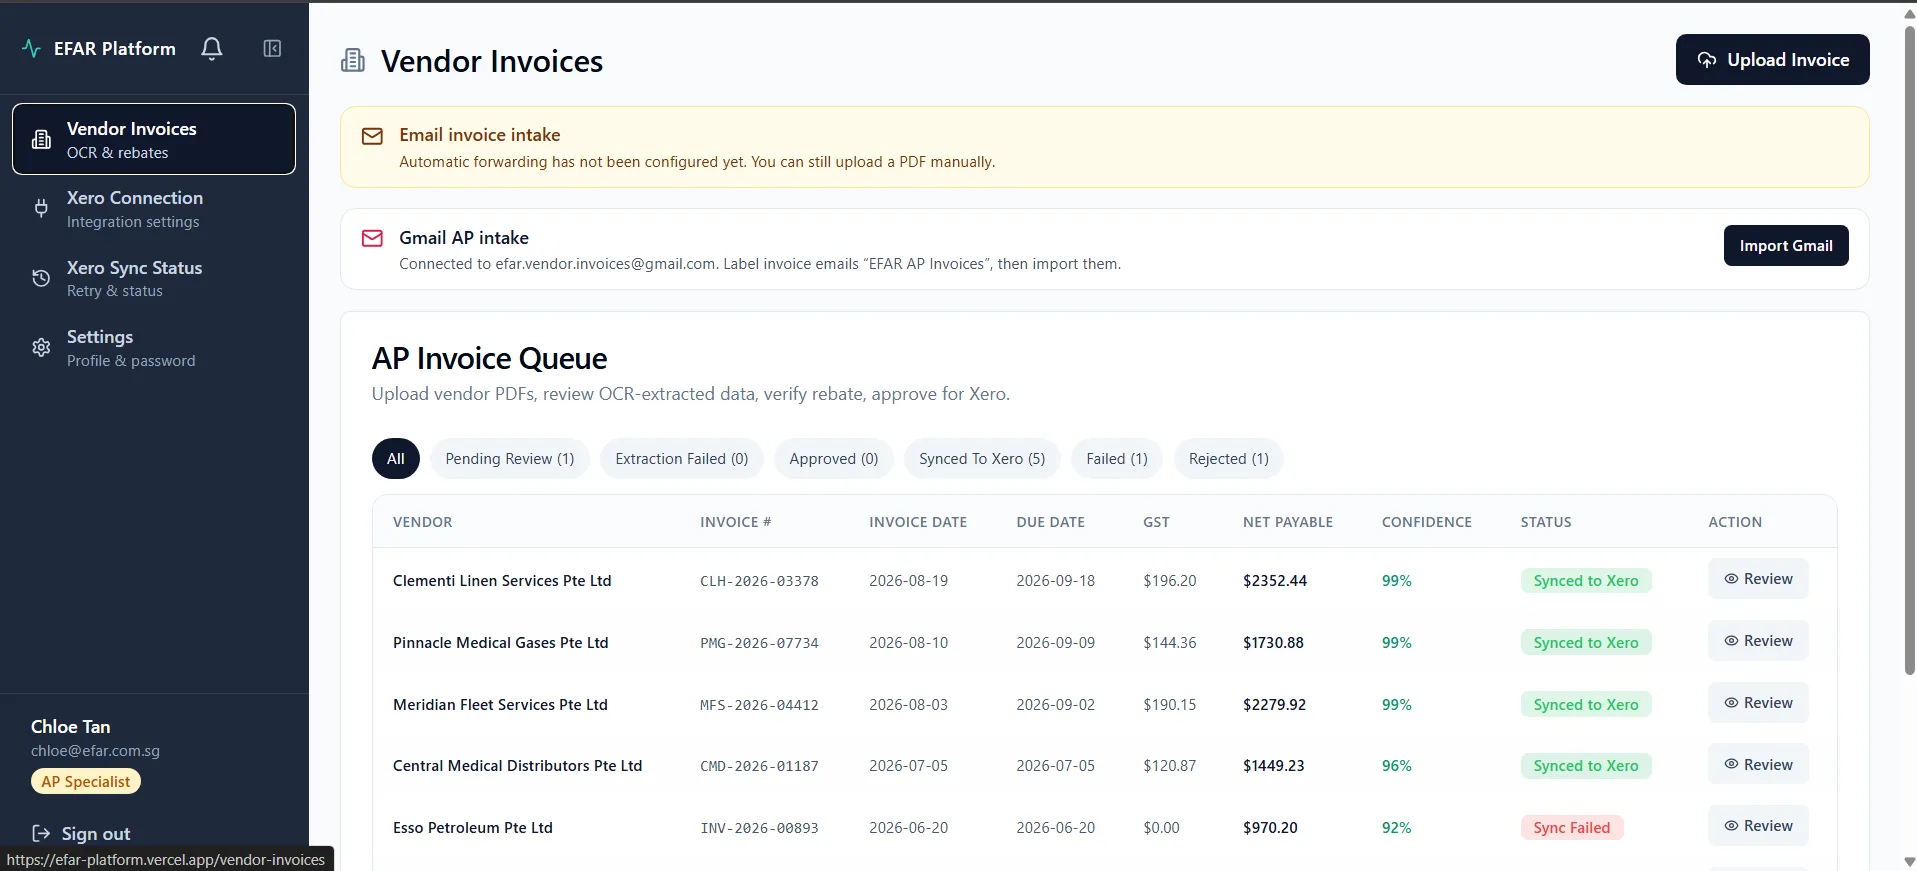 EFAR Platform
Vendor Invoices
OCR & rebates
Xero Connection
Integration settings
Xero Sync Status
Retry & status
Settings
Profile & password
Chloe Tan
chloe@efar.com.sg
AP Specialist
Sign out
https://efar-platform.vercel.app/vendor-invoices
Vendor Invoices
Upload Invoice
Email invoice intake
Automatic forwarding has not been configured yet. You can still upload a PDF manually.
Gmail AP intake
Connected to efar.vendor.invoices@gmail.com. Label invoice emails “EFAR AP Invoices”, then import them.
Import Gmail
AP Invoice Queue
Upload vendor PDFs, review OCR-extracted data, verify rebate, approve for Xero.
All Pending Review (1) Extraction Failed (0) Approved (0) Synced To Xero (5) Failed (1) Rejected (1)
VENDOR INVOICE # INVOICE DATE DUE DATE GST NET PAYABLE CONFIDENCE STATUS ACTION
Clementi Linen Services Pte Ltd CLH-2026-03378 2026-08-19 2026-09-18 $196.20 $2352.44 99% Synced to Xero Review
Pinnacle Medical Gases Pte Ltd PMG-2026-07734 2026-08-10 2026-09-09 $144.36 $1730.88 99% Synced to Xero Review
Meridian Fleet Services Pte Ltd MFS-2026-04412 2026-08-03 2026-09-02 $190.15 $2279.92 99% Synced to Xero Review
Central Medical Distributors Pte Ltd CMD-2026-01187 2026-07-05 2026-07-05 $120.87 $1449.23 96% Synced to Xero Review
Esso Petroleum Pte Ltd INV-2026-00893 2026-06-20 2026-06-20 $0.00 $970.20 92% Sync Failed Review